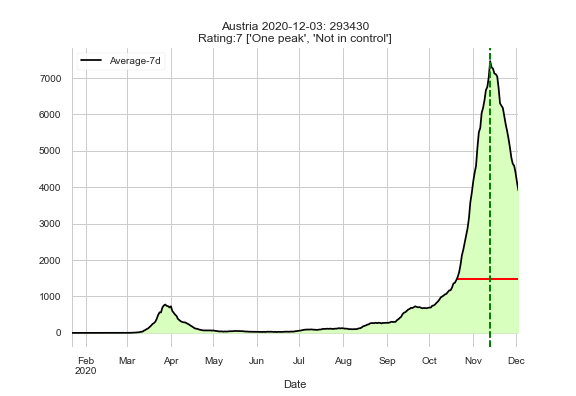 Austria 2020-12-03: 293430
Rating:7 ['One peak', 'Not in control']
Average-7d
7000
6000
5000
4000
3000
2000
1000
0
Feb Mar Apr May Jun Jul Aug Sep Oct Nov Dec
2020
Date